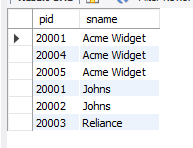 pid sname
20001 Acme Widget
20004 Acme Widget
20005 Acme Widget
20001 Johns
20002 Johns
20003 Reliance